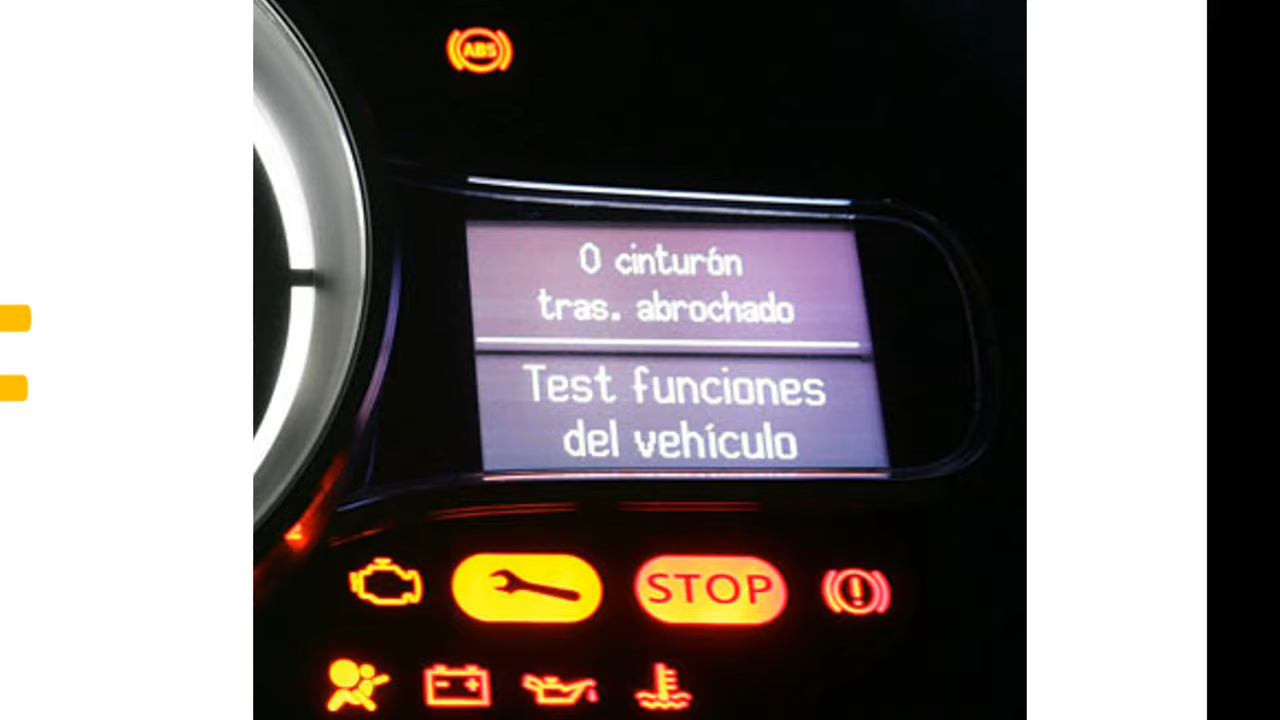 ABS
0 cinturón
tras. abrochado
Test funciones
del vehículo
STOP